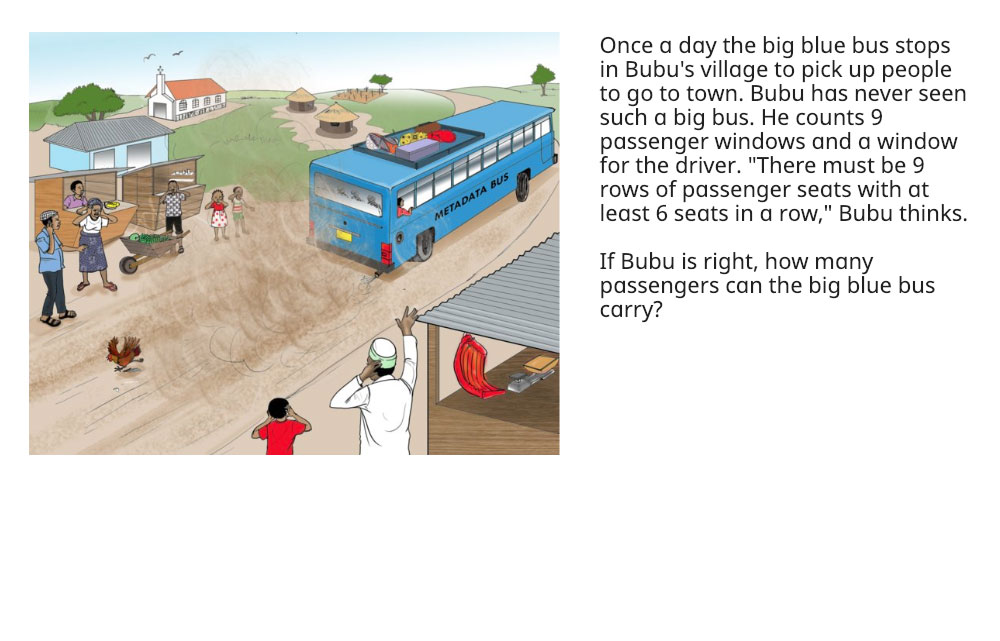 METADATA BUS
Once a day the big blue bus stops
in Bubu's village to pick up people
to go to town. Bubu has never seen
such a big bus. He counts 9
passenger windows and a window
for the driver. "There must be 9
rows of passenger seats with at
least 6 seats in a row," Bubu thinks.
If Bubu is right, how many
passengers can the big blue bus
carry?